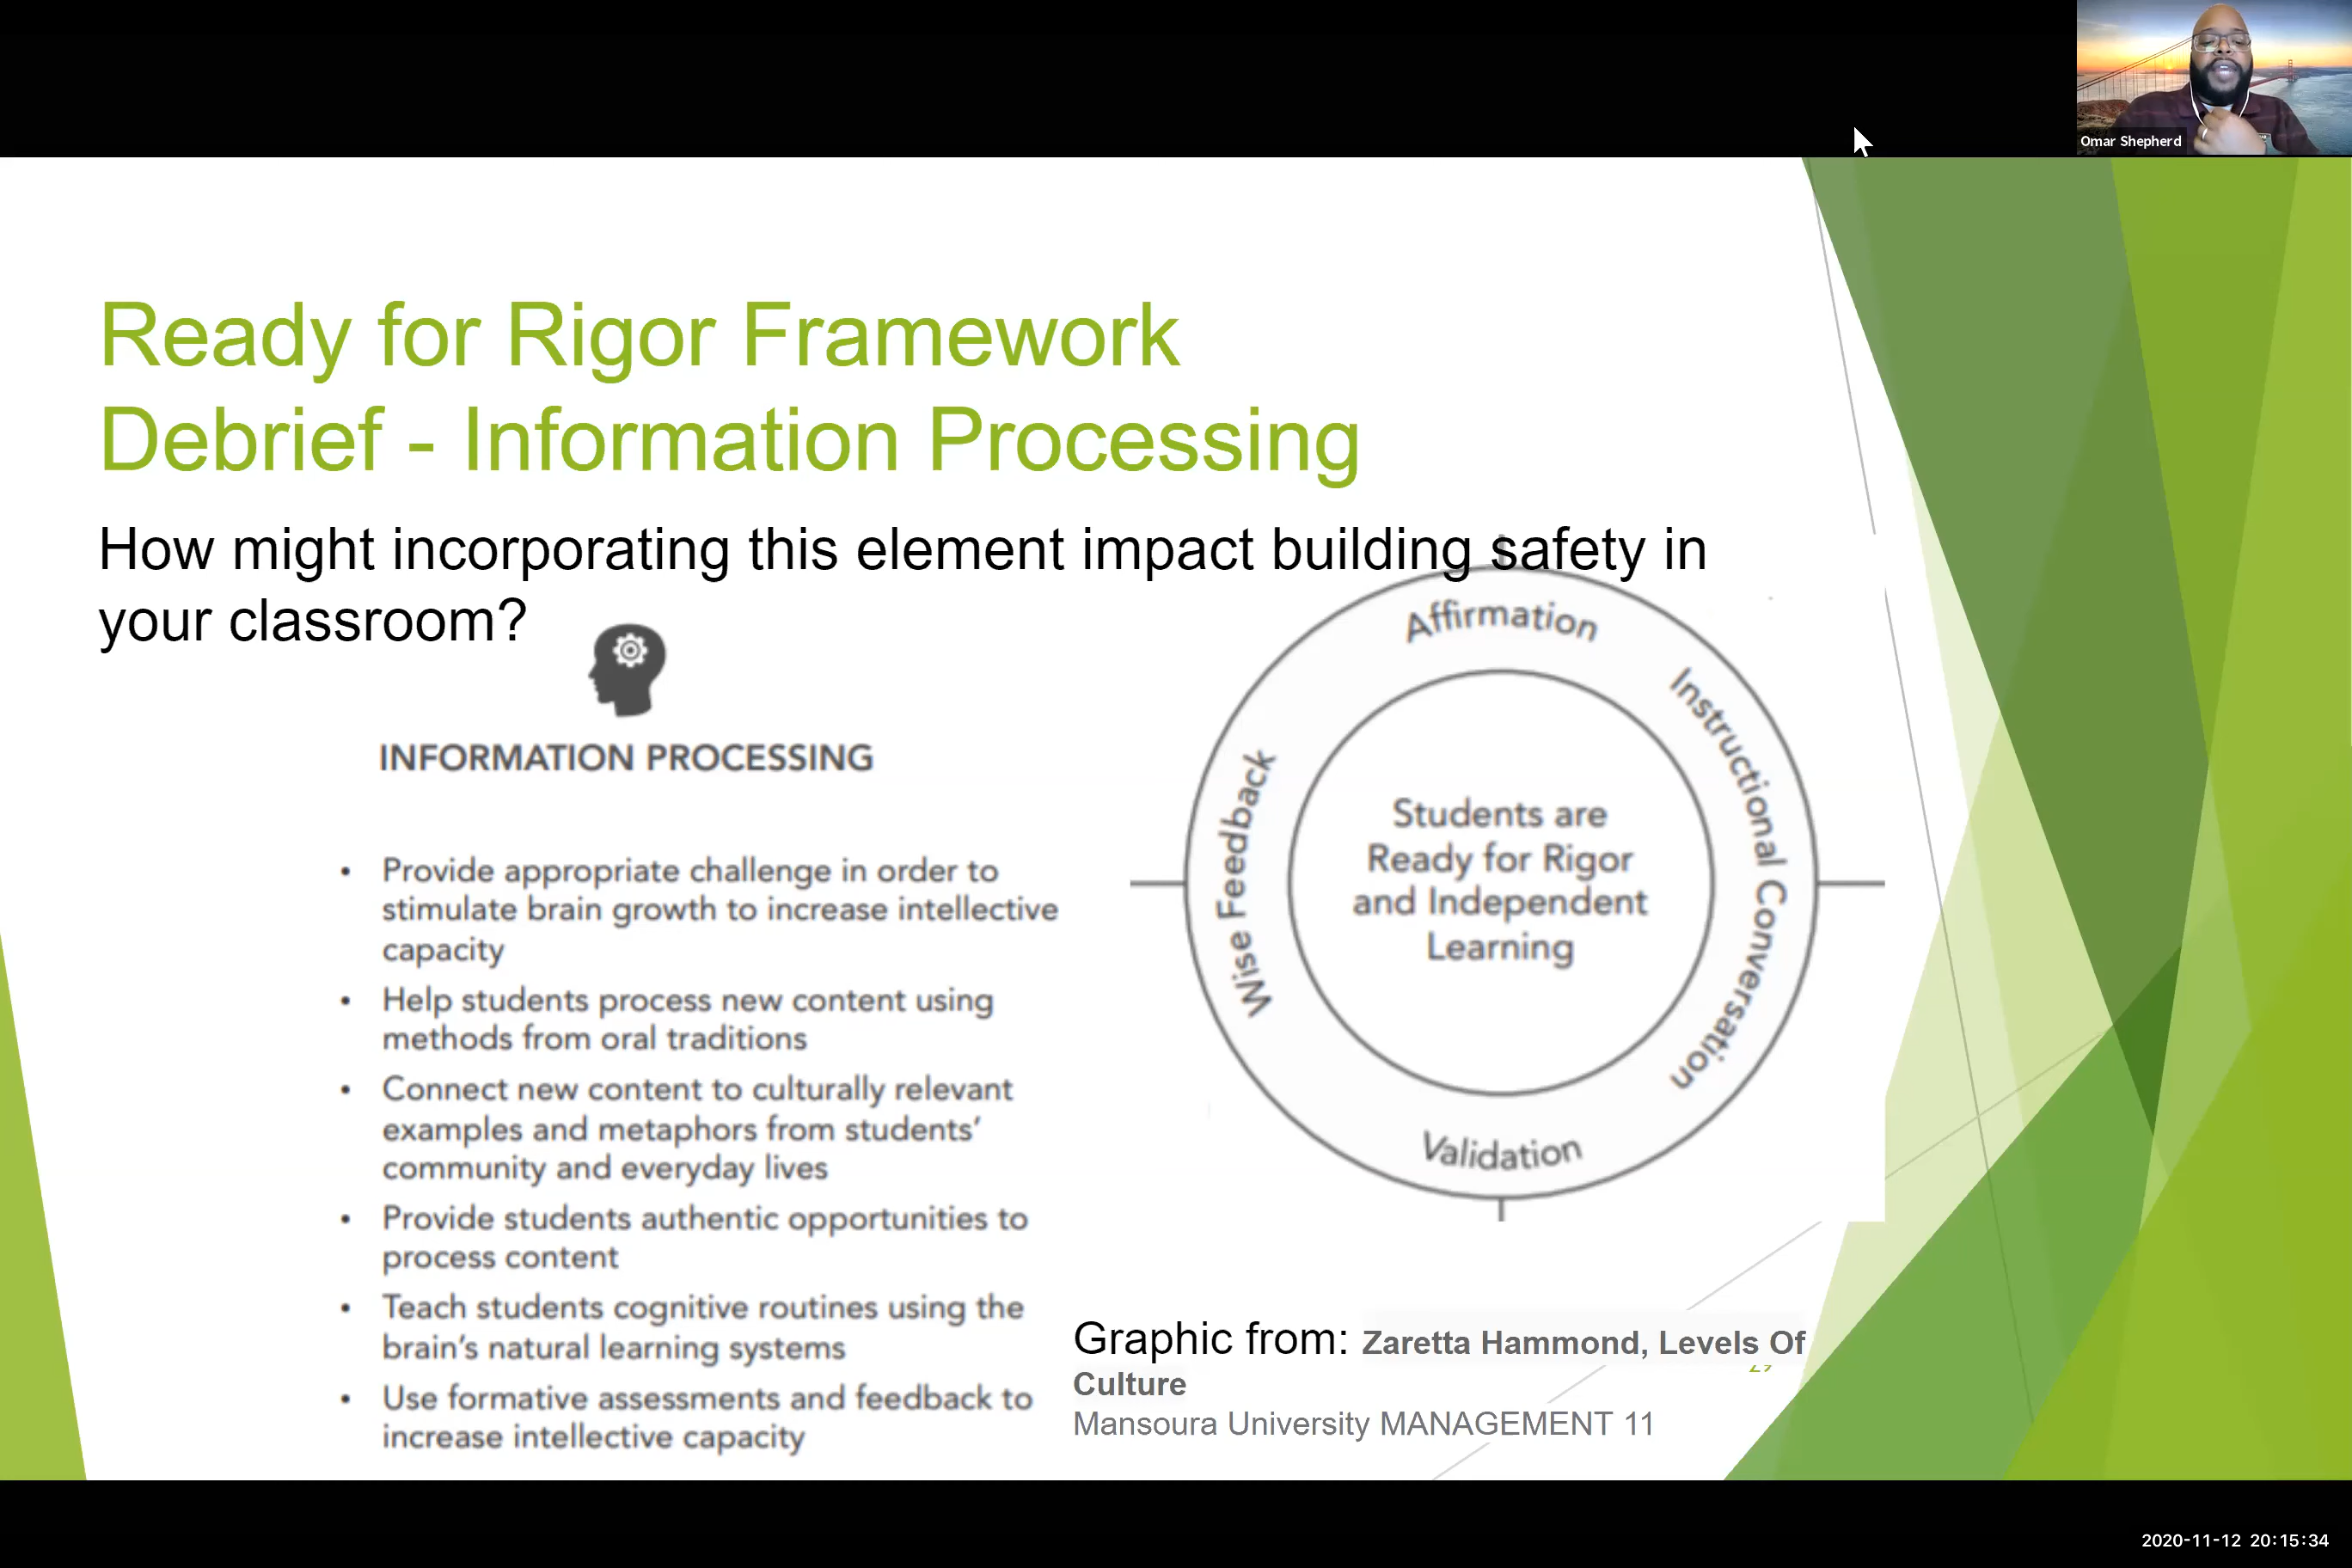 Omar Shepherd
Ready for Rigor Framework
Debrief - Information Processing
How might incorporating this element impact building safety in
your classroom?
INFORMATION PROCESSING
• Provide appropriate challenge in order to
stimulate brain growth to increase intellective
capacity
• Help students process new content using
methods from oral traditions
• Connect new content to culturally relevant
examples and metaphors from students’
community and everyday lives
• Provide students authentic opportunities to
process content
• Teach students cognitive routines using the
brain’s natural learning systems
• Use formative assessments and feedback to
increase intellective capacity
Affirmation
Instructional Conversation
Validation
Wise Feedback
Students are
Ready for Rigor
and Independent
Learning
Graphic from: Zaretta Hammond, Levels Of
Culture
Mansoura University MANAGEMENT 11
2020-11-12 20:15:34